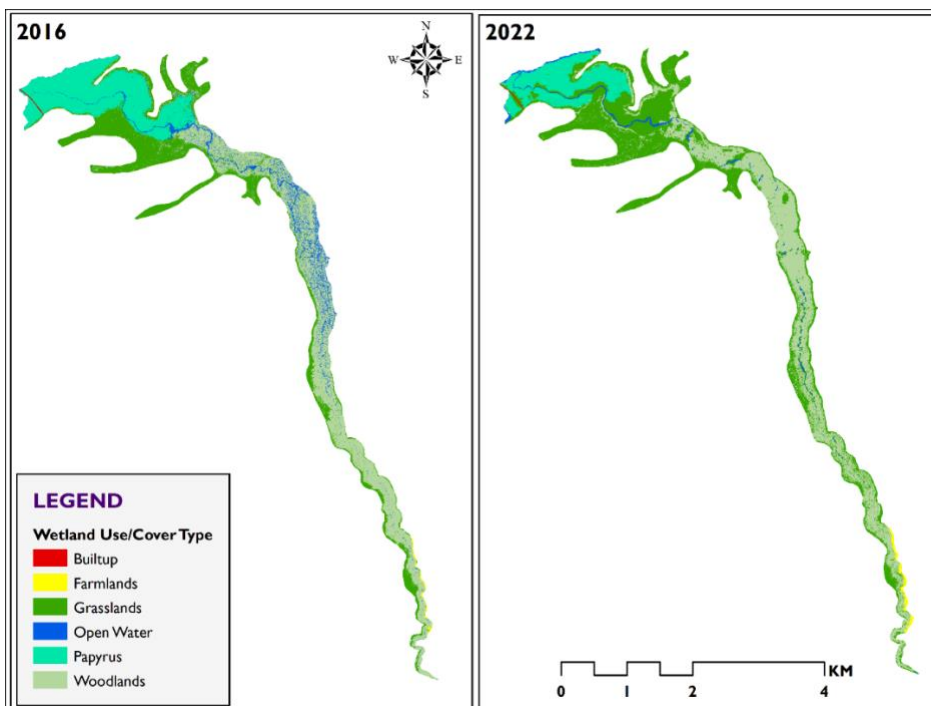 2016
N
W E
S
2022
LEGEND
Wetland Use/Cover Type
Builtup
Farmlands
Grasslands
Open Water
Papyrus
Woodlands
KM
0 1 2 4